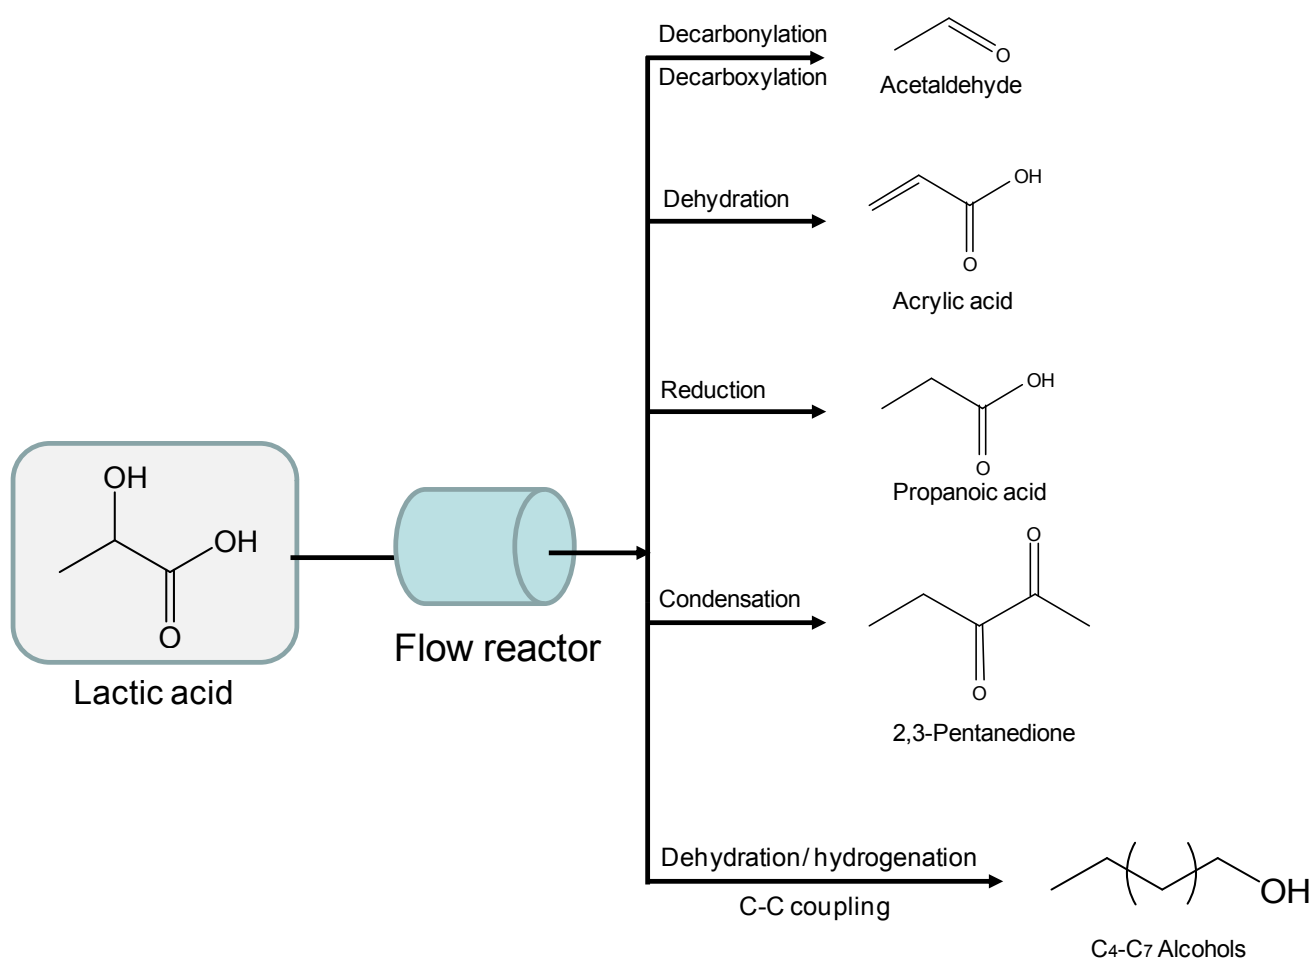 Decarbonylation
Decarboxylation
O
Acetaldehyde
Dehydration
OH
O
Acrylic acid
Reduction
OH
O
Propanoic acid
OH
OH
O
Lactic acid
Flow reactor
Condensation
O
O
2,3-Pentanedione
Dehydration/ hydrogenation
C-C coupling
OH
C4-C7 Alcohols